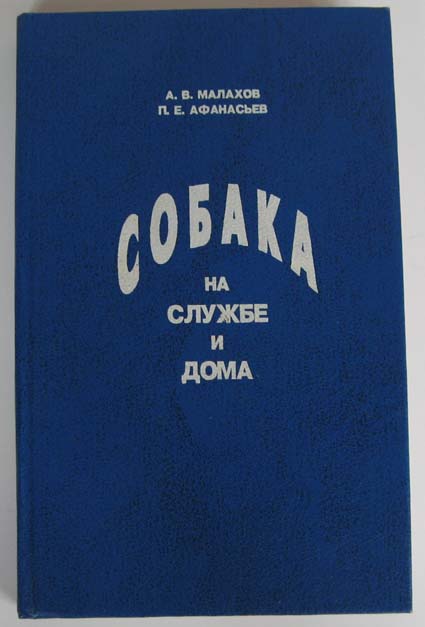 А. В. МАЛАХОВ
П. Е. АФАНАСЬЕВ
СОБАКА
НА
СЛУЖБЕ
И
ДОМА